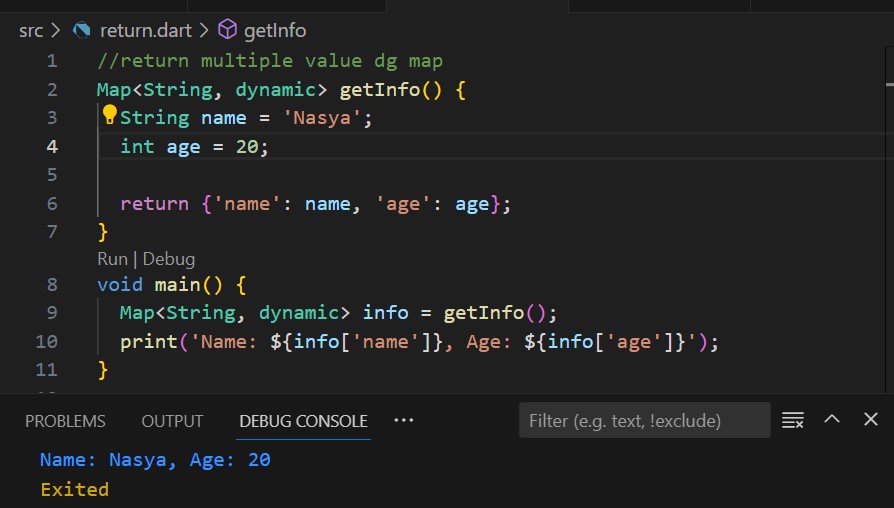 src > return.dart > getInfo
1 //return multiple value dg map
2 Map<String, dynamic> getInfo() {
3 String name = 'Nasya';
4 int age = 20;
5
6 return {'name': name, 'age': age};
7 }
Run | Debug
8 void main() {
9 Map<String, dynamic> info = getInfo();
10 print('Name: ${info['name']}, Age: ${info['age']}');
11 }
PROBLEMS OUTPUT DEBUG CONSOLE ··· Filter (e.g. text, !exclude)
Name: Nasya, Age: 20
Exited